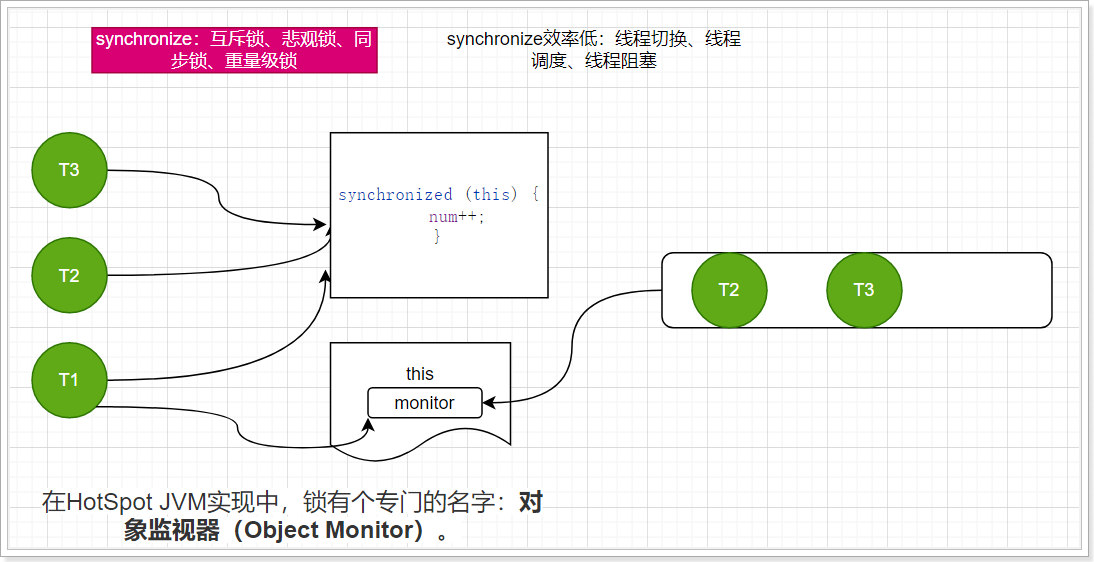 synchronize：互斥锁、悲观锁、同
步锁、重量级锁
synchronize效率低：线程切换、线程
调度、线程阻塞
T3
synchronized (this) {
num++;
}
T2
T2
T3
T1
this
monitor
在HotSpot JVM实现中，锁有个专门的名字：对
象监视器（Object Monitor）。